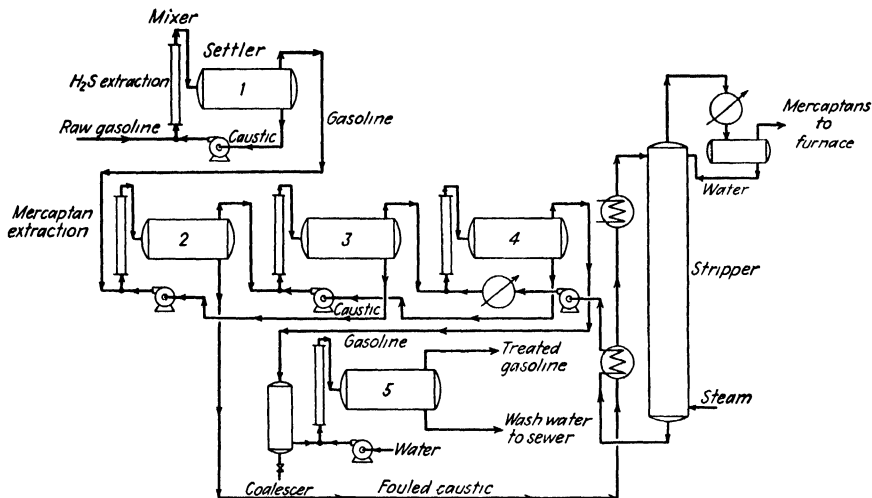 Mixer
Settler
H₂S extraction
1
Raw gasoline
Caustic
Gasoline
Mercaptans
to
furnace
Water
Mercaptan
extraction
2
3
4
Stripper
Caustic
Gasoline
Treated
gasoline
5
Steam
Wash water
to sewer
Water
Coalescer
Fouled caustic